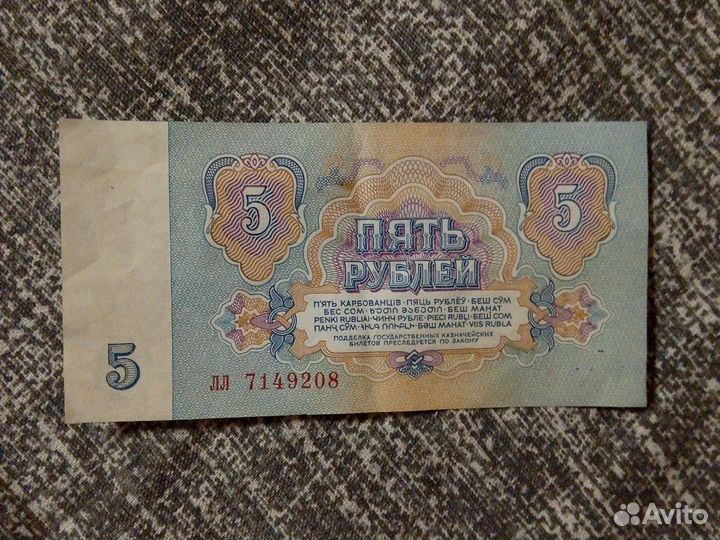 5 5
ПЯТЬ
РУБЛЕЙ
П'ЯТЬ КАРБОВАНЦІВ · ПЯЦЬ РУБЛЁЎ · БЕШ СЎМ
БЕС СОМ · ხუთი მანეთი · БЕШ МАНАТ
PENKI RUBLIAI · ЧИНЧ РУБЛЕ · PIECI RUBĻI · БЕШ СОМ
ПАНҶ СӮМ · ՀԻՆԳ ՌՈՒԲԼԻ · БӘШ МАНАТ · VIIS RUBLA
ПОДДЕЛКА ГОСУДАРСТВЕННЫХ КАЗНАЧЕЙСКИХ
БИЛЕТОВ ПРЕСЛЕДУЕТСЯ ПО ЗАКОНУ
5
ЛЛ 7149208
Avito